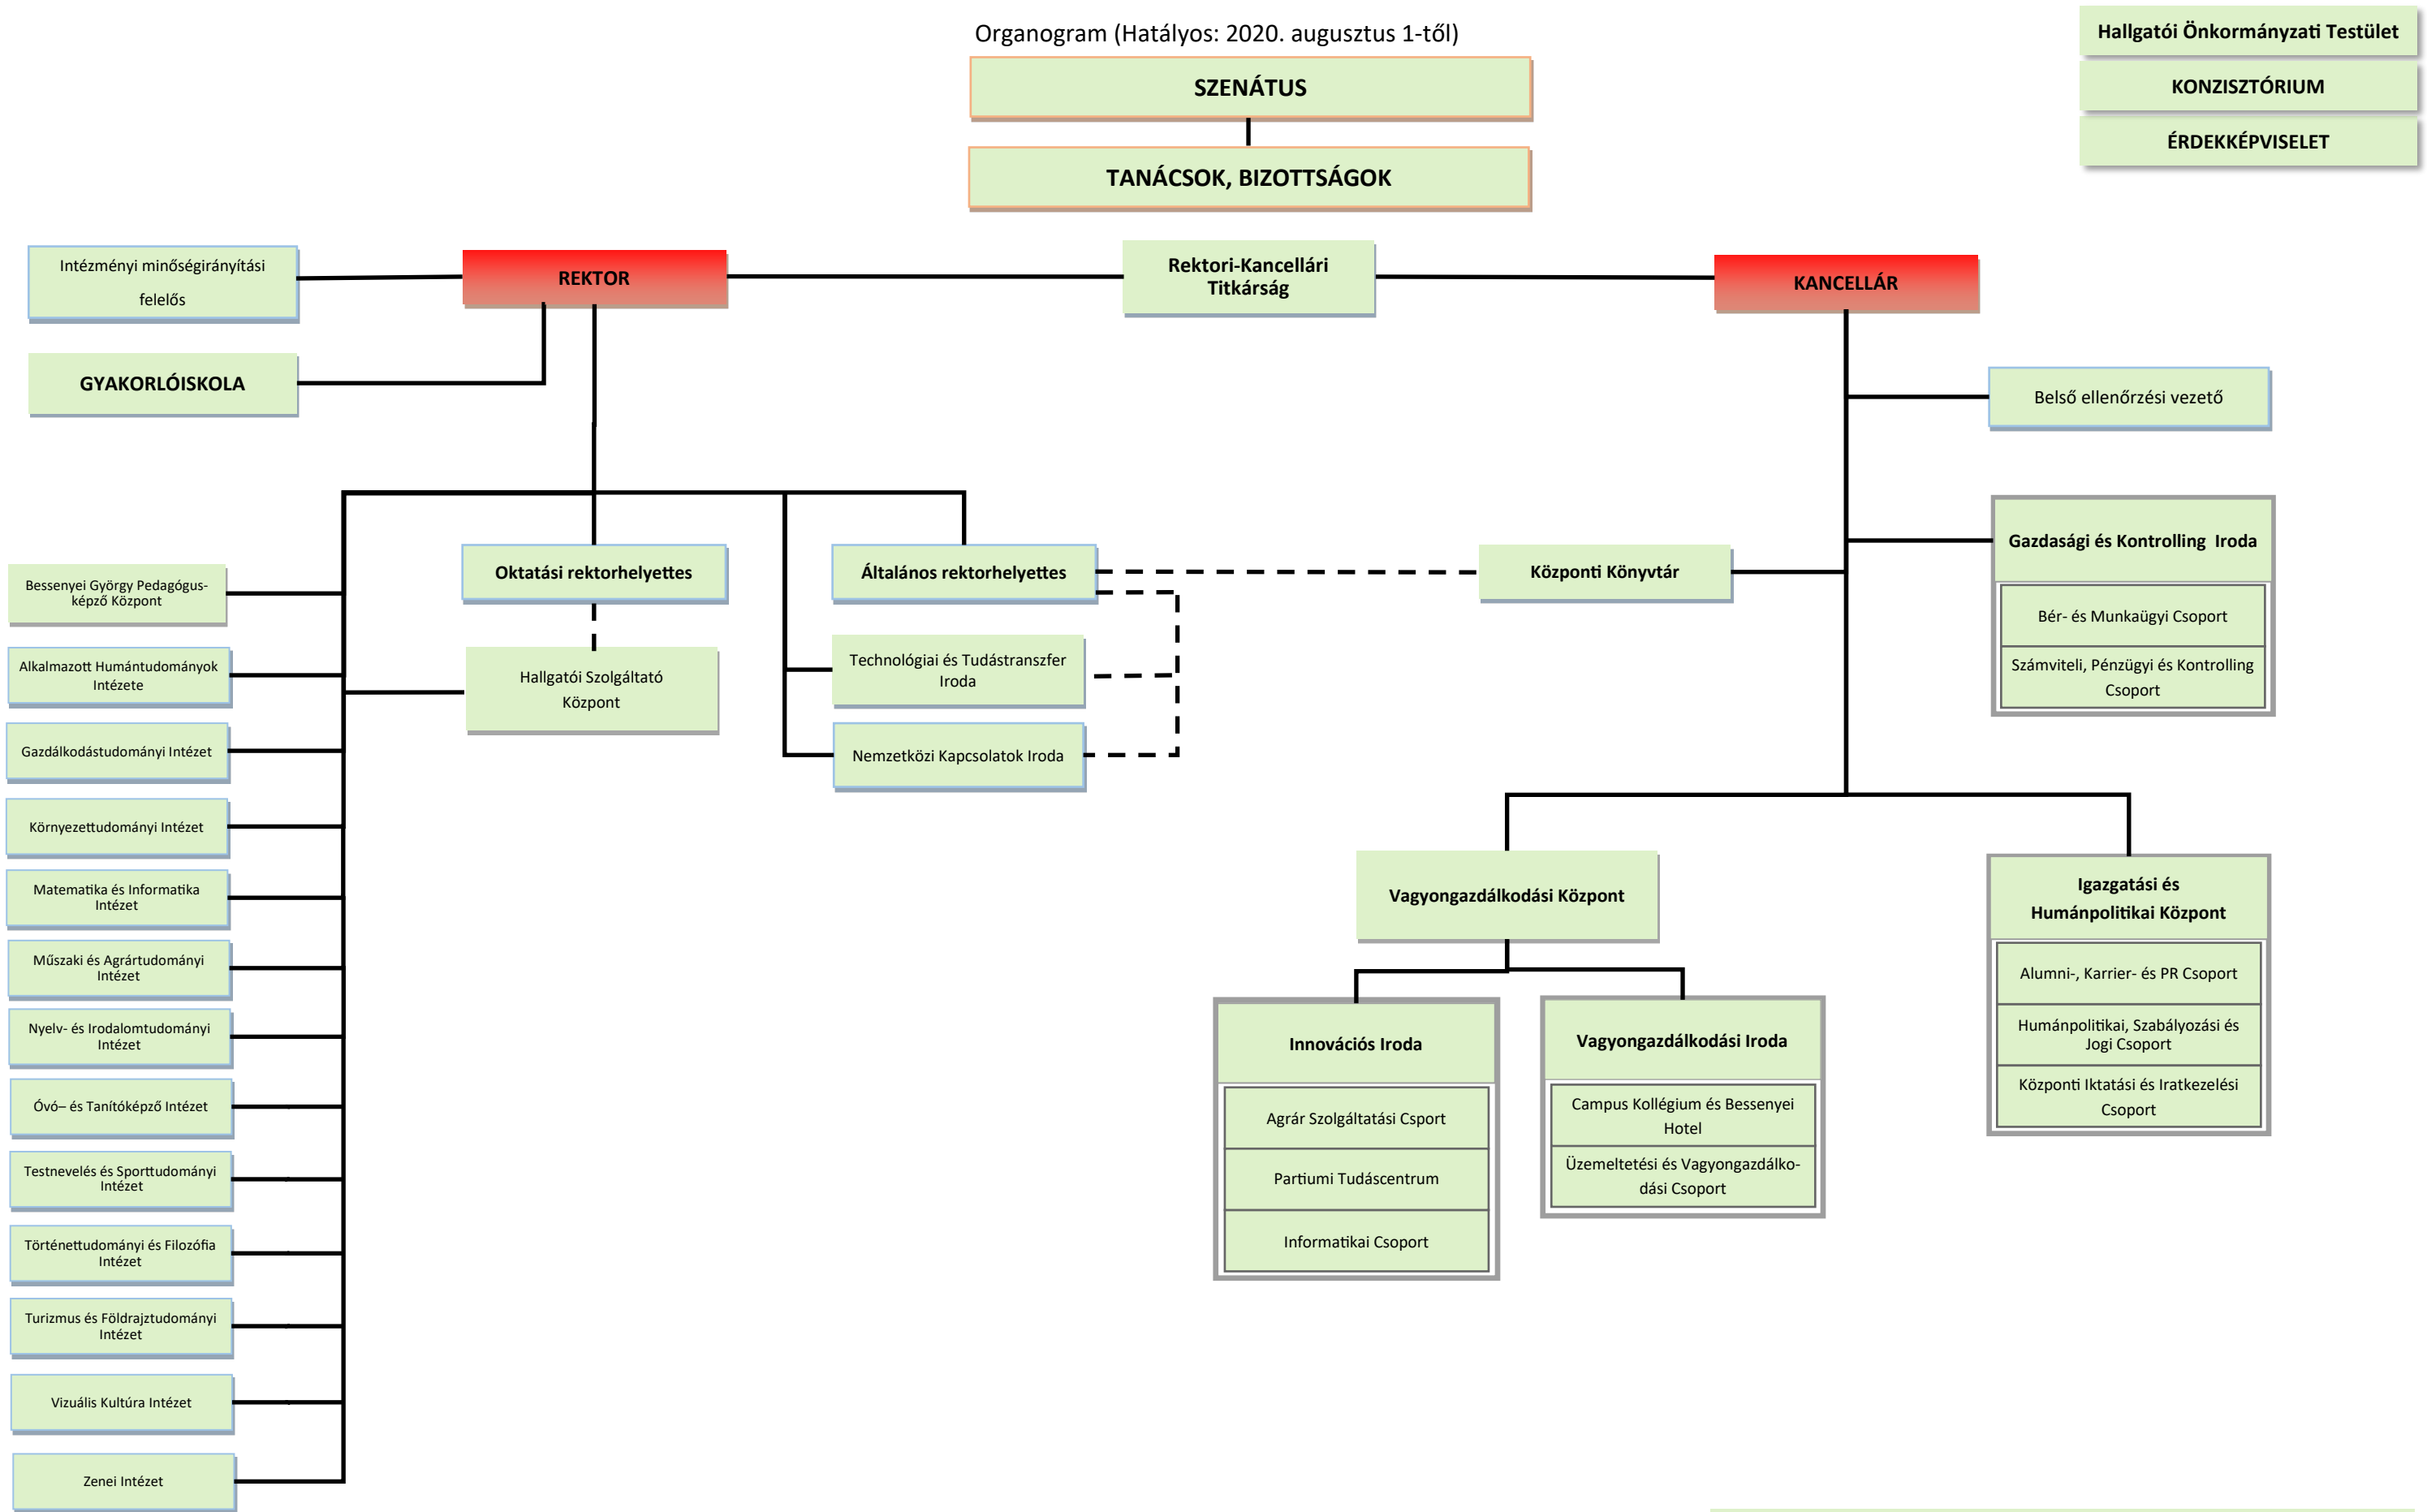 Organogram (Hatályos: 2020. augusztus 1-től)
Hallgatói Önkormányzati Testület
KONZISZTÓRIUM
ÉRDEKKÉPVISELET
SZENÁTUS
TANÁCSOK, BIZOTTSÁGOK
Intézményi minőségirányítási
felelős
REKTOR
Rektori-Kancellári
Titkárság
KANCELLÁR
GYAKORLÓISKOLA
Belső ellenőrzési vezető
Bessenyei György Pedagógus-
képző Központ
Alkalmazott Humántudományok
Intézete
Gazdálkodástudományi Intézet
Környezettudományi Intézet
Matematika és Informatika
Intézet
Műszaki és Agrártudományi
Intézet
Nyelv- és Irodalomtudományi
Intézet
Óvó– és Tanítóképző Intézet
Testnevelés és Sporttudományi
Intézet
Történettudományi és Filozófia
Intézet
Turizmus és Földrajztudományi
Intézet
Vizuális Kultúra Intézet
Zenei Intézet
Oktatási rektorhelyettes
Hallgatói Szolgáltató
Központ
Általános rektorhelyettes
Technológiai és Tudástranszfer
Iroda
Nemzetközi Kapcsolatok Iroda
Központi Könyvtár
Gazdasági és Kontrolling Iroda
Bér- és Munkaügyi Csoport
Számviteli, Pénzügyi és Kontrolling
Csoport
Vagyongazdálkodási Központ
Innovációs Iroda
Agrár Szolgáltatási Csport
Partiumi Tudáscentrum
Informatikai Csoport
Vagyongazdálkodási Iroda
Campus Kollégium és Bessenyei
Hotel
Üzemeltetési és Vagyongazdálko-
dási Csoport
Igazgatási és
Humánpolitikai Központ
Alumni-, Karrier- és PR Csoport
Humánpolitikai, Szabályozási és
Jogi Csoport
Központi Iktatási és Iratkezelési
Csoport